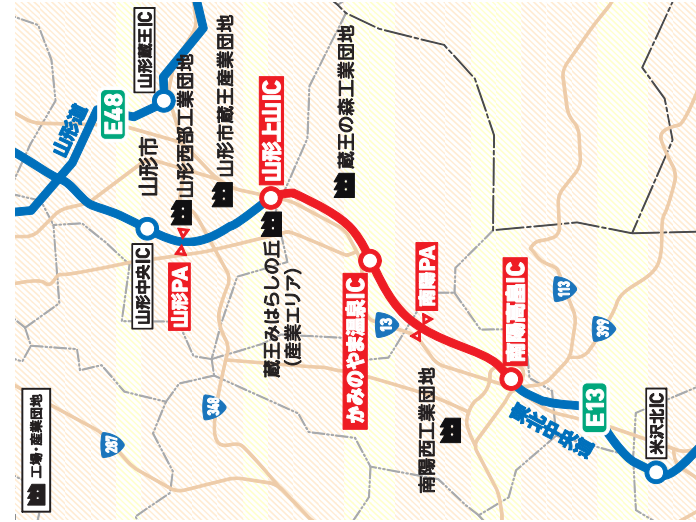 工場・産業団地
山形蔵王IC
E48
山形道
山形市
山形西部工業団地
山形市蔵王産業団地
山形上山IC
蔵王の森工業団地
山形中央IC
山形PA
蔵王みはらしの丘
(産業エリア)
かみのやま温泉IC
13
南陽PA
南陽高畠IC
113
399
348
287
南陽西工業団地
東北中央道
E13
米沢北IC